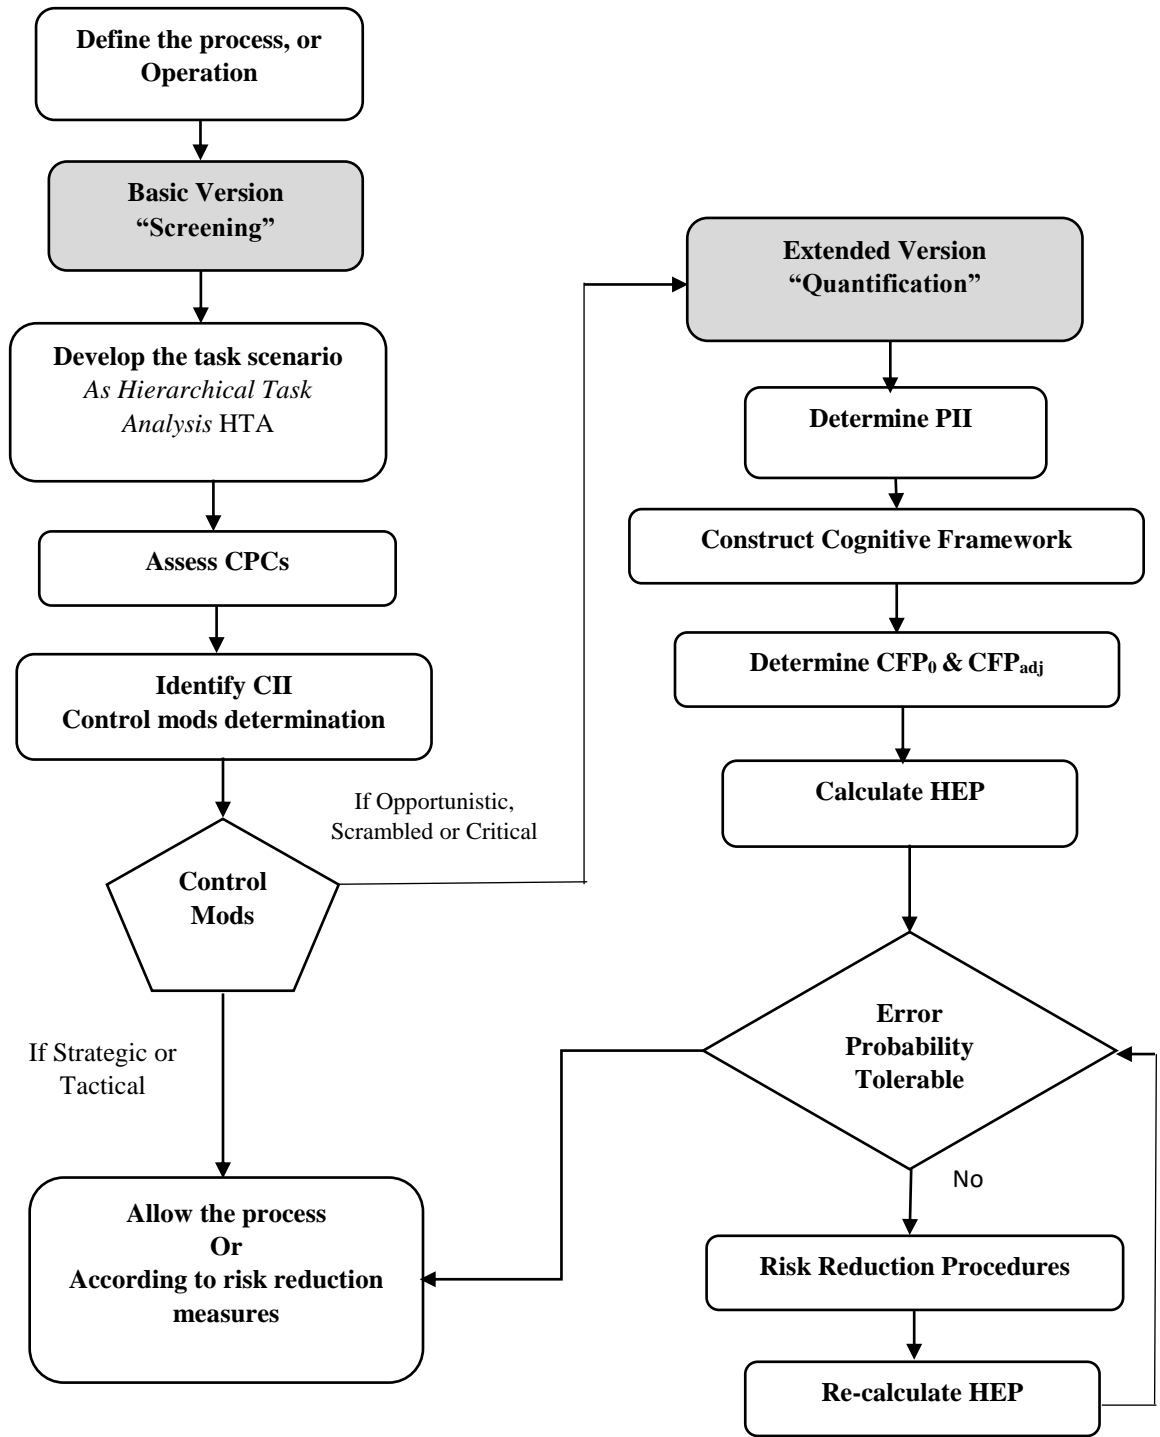 Define the process, or
Operation
Basic Version
“Screening”
Develop the task scenario
As Hierarchical Task
Analysis HTA
Assess CPCs
Identify CII
Control mods determination
If Opportunistic,
Scrambled or Critical
Control
Mods
If Strategic or
Tactical
Allow the process
Or
According to risk reduction
measures
Extended Version
“Quantification”
Determine PII
Construct Cognitive Framework
Determine CFP₀ & CFPadj
Calculate HEP
Error
Probability
Tolerable
No
Risk Reduction Procedures
Re-calculate HEP